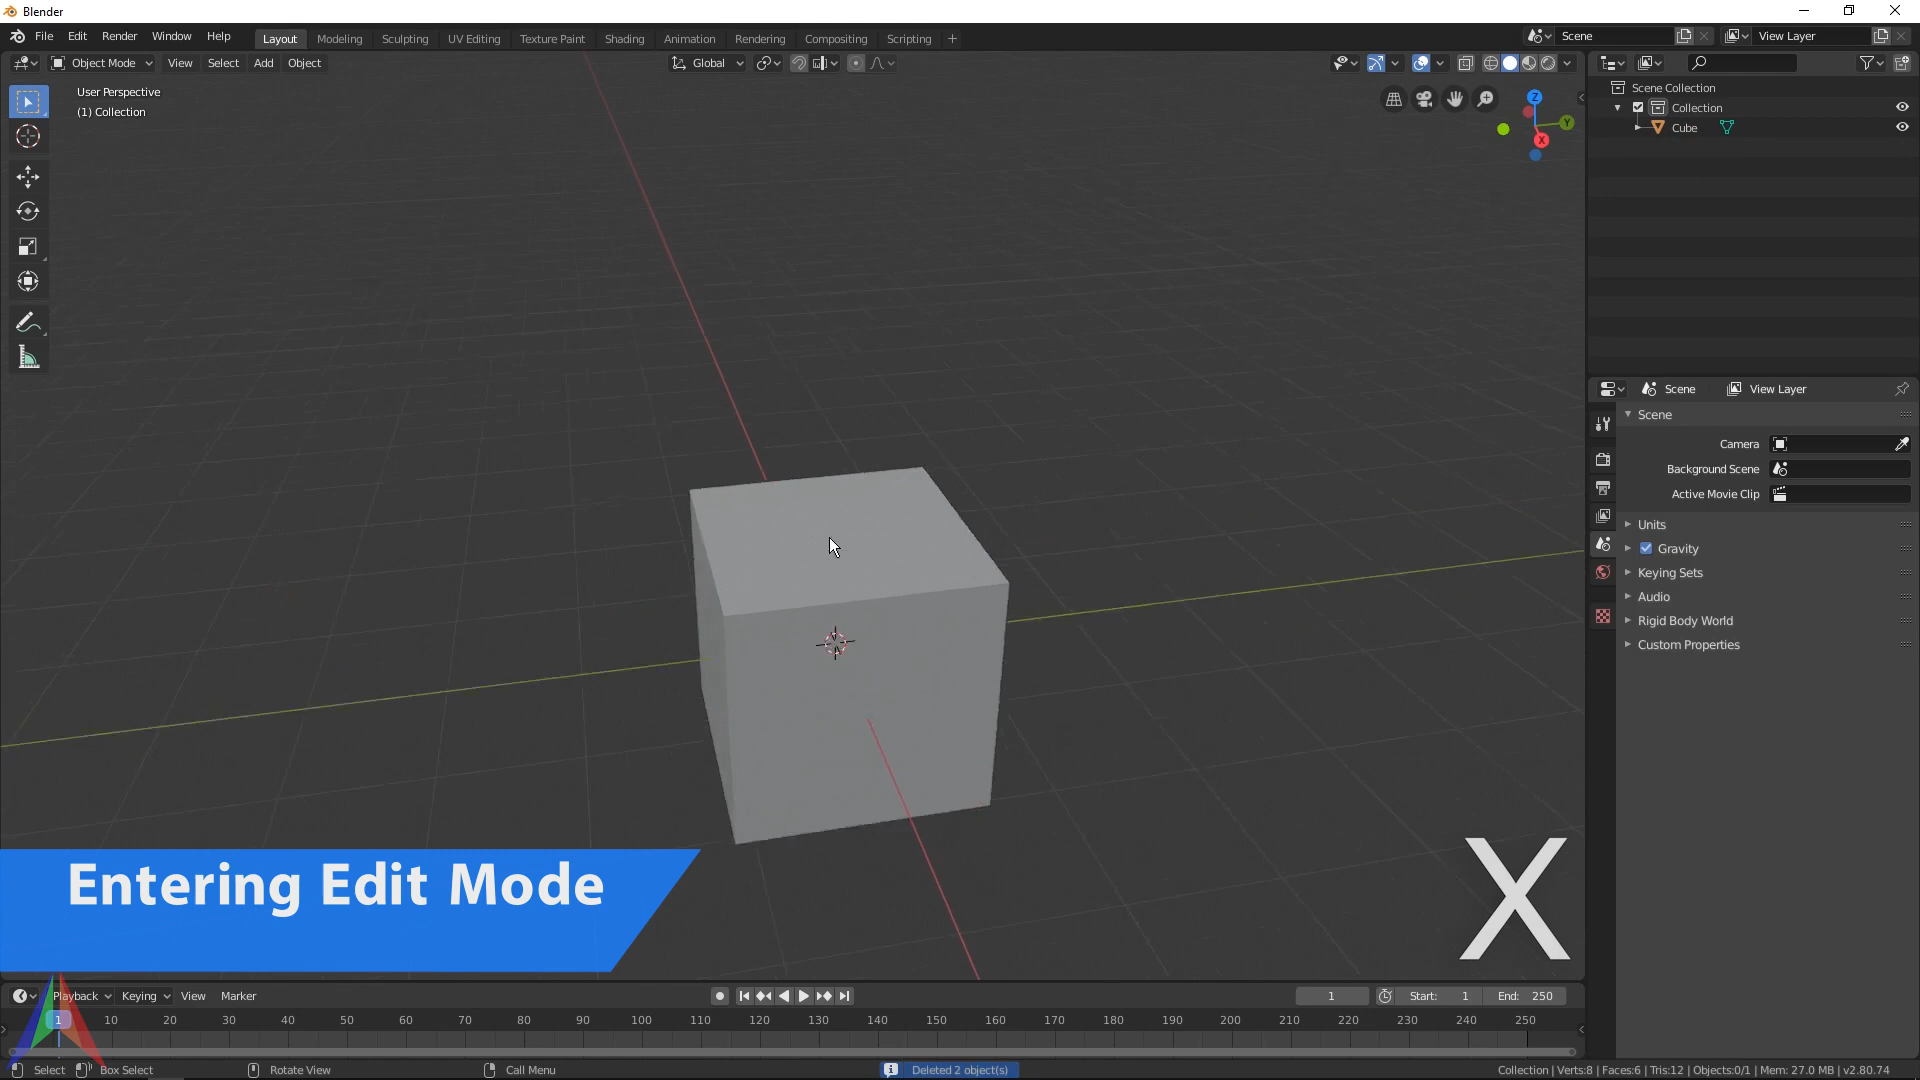 Blender
File Edit Render Window Help
Layout Modeling Sculpting UV Editing Texture Paint Shading Animation Rendering Compositing Scripting +
Scene
View Layer
Object Mode View Select Add Object
Global
User Perspective
(1) Collection
Z
Y
X
Scene Collection
Collection
Cube
Scene View Layer
Scene
Camera
Background Scene
Active Movie Clip
Units
Gravity
Keying Sets
Audio
Rigid Body World
Custom Properties
Entering Edit Mode
X
Playback Keying View Marker
1
Start: 1
End: 250
1 10 20 30 40 50 60 70 80 90 100 110 120 130 140 150 160 170 180 190 200 210 220 230 240 250
Select Box Select Rotate View Call Menu
Deleted 2 object(s)
Collection | Verts:8 | Faces:6 | Tris:12 | Objects:0/1 | Mem: 27.0 MB | v2.80.74